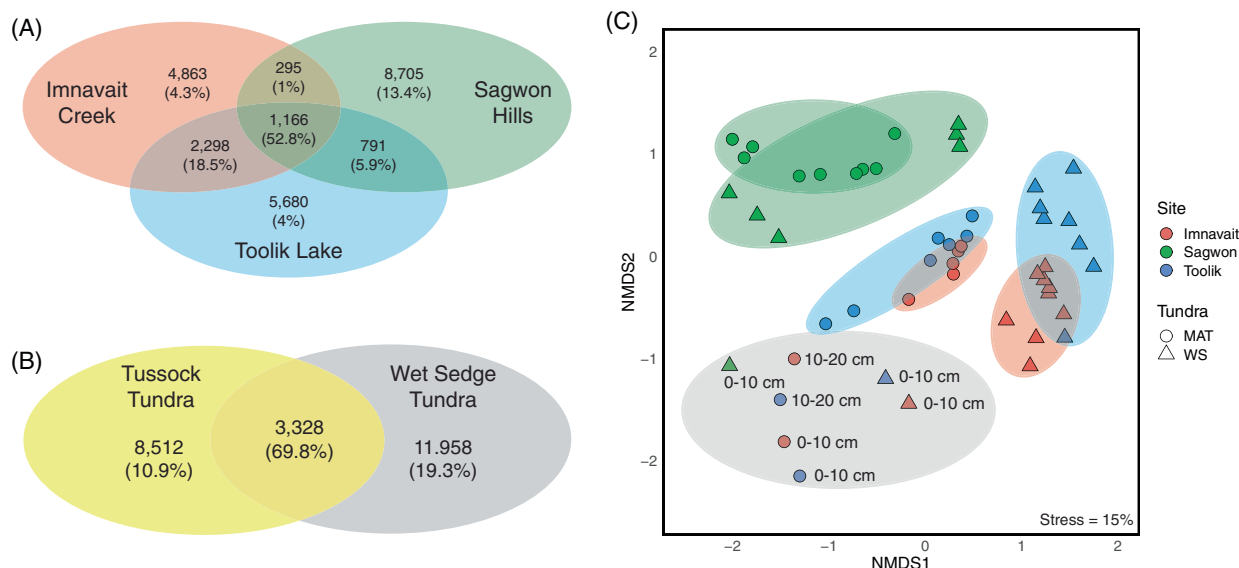 (A)
Imnavait
Creek
4,863
(4.3%)
295
(1%)
8,705
(13.4%)
Sagwon
Hills
1,166
(52.8%)
2,298
(18.5%)
791
(5.9%)
5,680
(4%)
Toolik Lake
(B)
Tussock
Tundra
Wet Sedge
Tundra
8,512
(10.9%)
3,328
(69.8%)
11.958
(19.3%)
(C)
2
1
0
−1
−2
NMDS2
10-20 cm
0-10 cm
0-10 cm
10-20 cm
0-10 cm
0-10 cm
0-10 cm
Stress = 15%
−2
−1
0
1
2
NMDS1
Site
Imnavait
Sagwon
Toolik
Tundra
MAT
WS